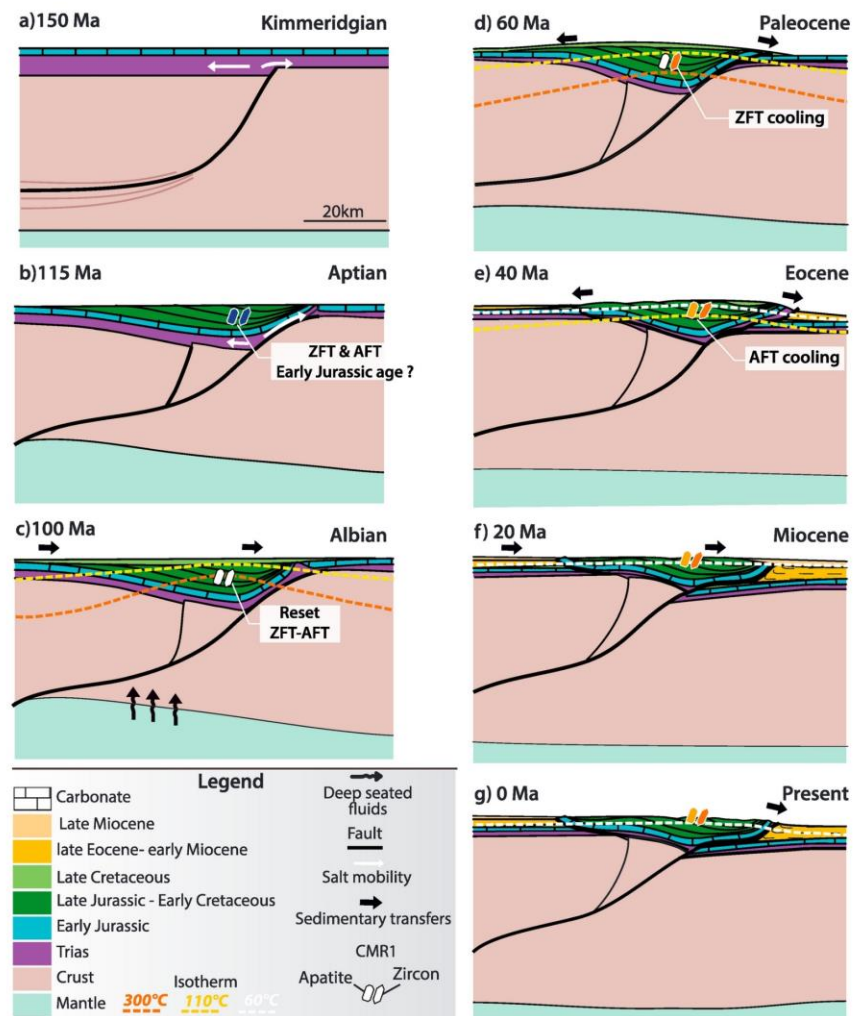 a)150 Ma Kimmeridgian
20km
b)115 Ma Aptian
ZFT & AFT
Early Jurassic age ?
c)100 Ma Albian
Reset
ZFT-AFT
Legend
Carbonate
Late Miocene
late Eocene- early Miocene
Late Cretaceous
Late Jurassic - Early Cretaceous
Early Jurassic
Trias
Crust
Mantle
Isotherm
300°C 110°C 60°C
Deep seated
fluids
Fault
Salt mobility
Sedimentary transfers
CMR1
Apatite Zircon
d) 60 Ma Paleocene
ZFT cooling
e) 40 Ma Eocene
AFT cooling
f) 20 Ma Miocene
g) 0 Ma Present